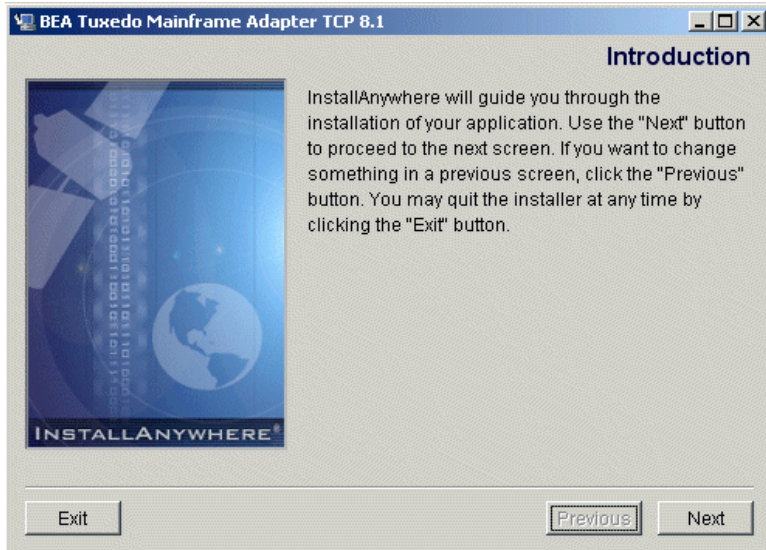 BEA Tuxedo Mainframe Adapter TCP 8.1
Introduction
InstallAnywhere will guide you through the
installation of your application. Use the "Next" button
to proceed to the next screen. If you want to change
something in a previous screen, click the "Previous"
button. You may quit the installer at any time by
clicking the "Exit" button.
INSTALLANYWHERE®
Exit
Previous
Next